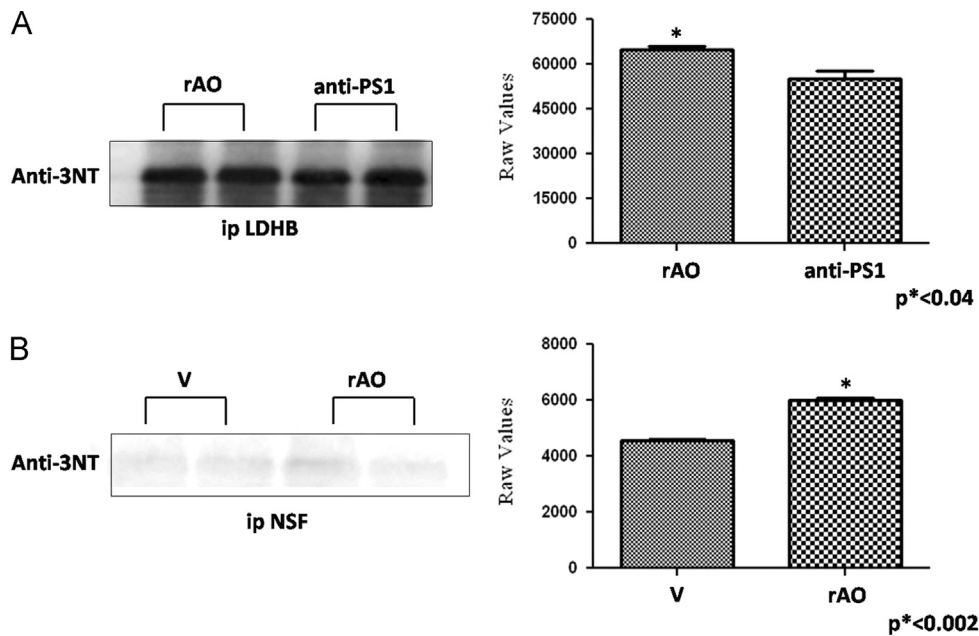 A
rAO
anti-PS1
Anti-3NT
ip LDHB
Raw Values
75000
60000
45000
30000
15000
0
*
rAO
anti-PS1
p*<0.04
B
V
rAO
Anti-3NT
ip NSF
Raw Values
8000
6000
4000
2000
0
*
V
rAO
p*<0.002